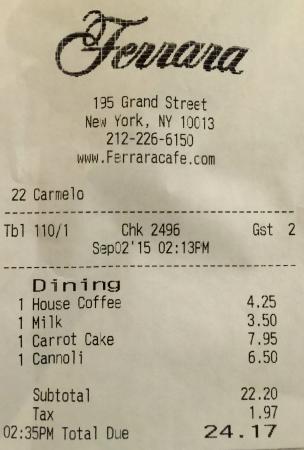 Ferrara
195 Grand Street
New York, NY 10013
212-226-6150
www.Ferraracafe.com
22 Carmelo
Tbl 110/1 Chk 2496 Gst 2
Sep02'15 02:13PM
Dining
1 House Coffee 4.25
1 Milk 3.50
1 Carrot Cake 7.95
1 Cannoli 6.50
Subtotal 22.20
Tax 1.97
02:35PM Total Due 24.17